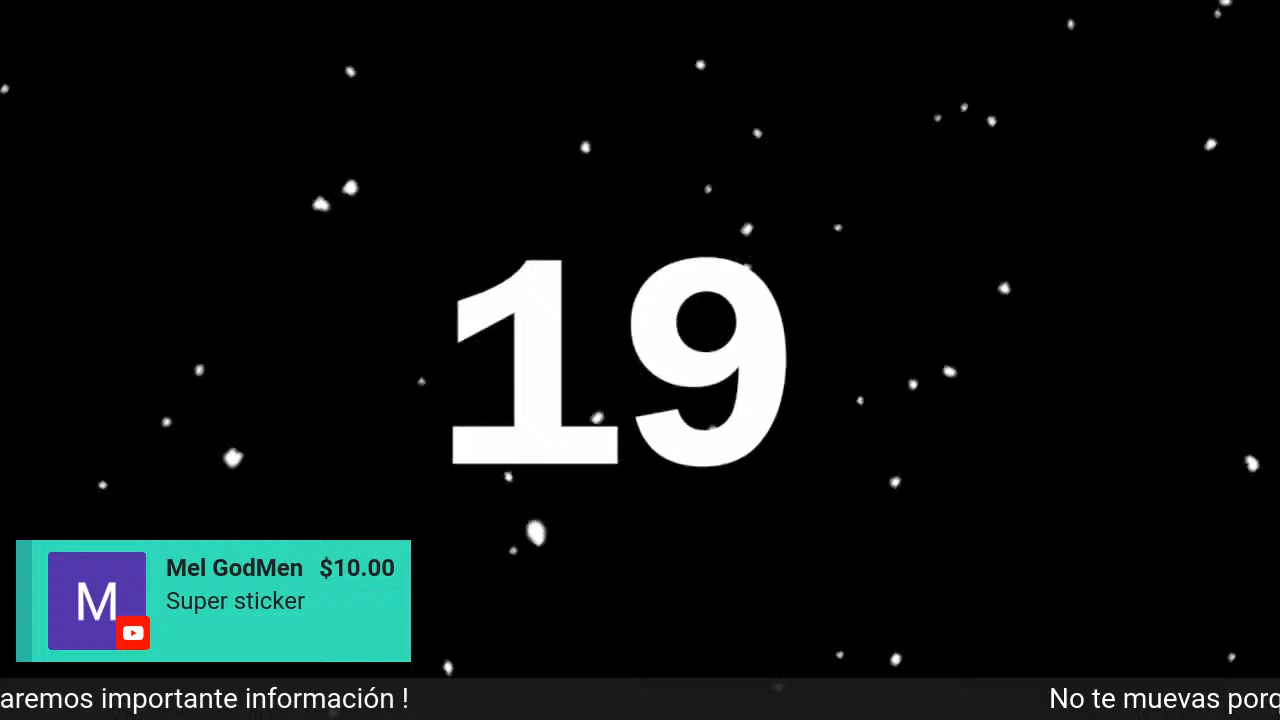 19
M
Mel GodMen $10.00
Super sticker
aremos importante información ! No te muevas porq